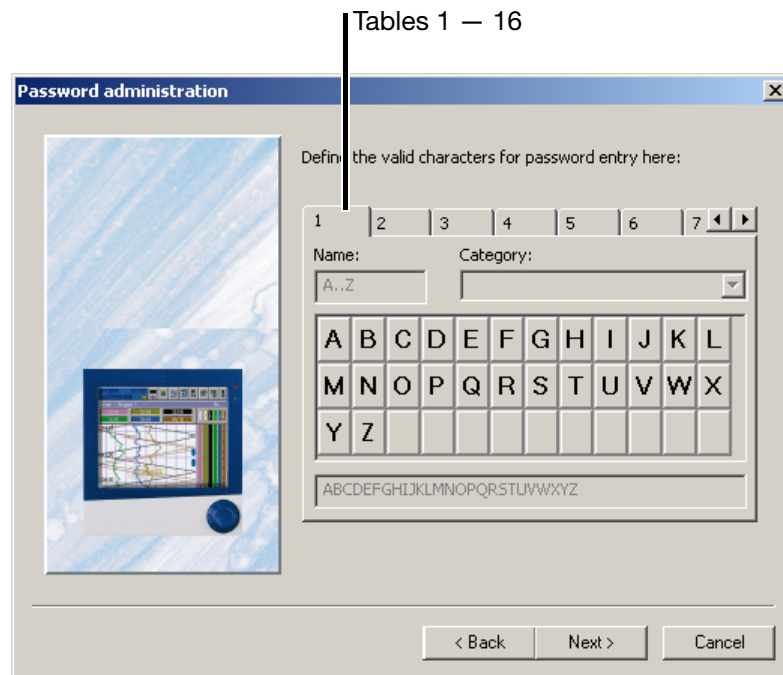 Tables 1 — 16
Password administration
Define the valid characters for password entry here:
1 2 3 4 5 6 7
Name: Category:
A..Z
A B C D E F G H I J K L
M N O P Q R S T U V W X
Y Z
ABCDEFGHIJKLMNOPQRSTUVWXYZ
< Back Next > Cancel